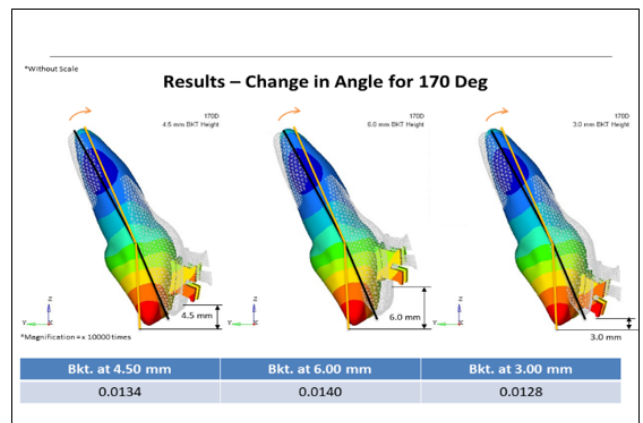 *Without Scale
Results – Change in Angle for 170 Deg
170D
4.5 mm BKT Height
170D
6.0 mm BKT Height
170D
3.0 mm BKT Height
Z
Y
4.5 mm
Z
Y
6.0 mm
Z
Y
3.0 mm
*Magnification = x 10000 times
Bkt. at 4.50 mm Bkt. at 6.00 mm Bkt. at 3.00 mm
0.0134 0.0140 0.0128